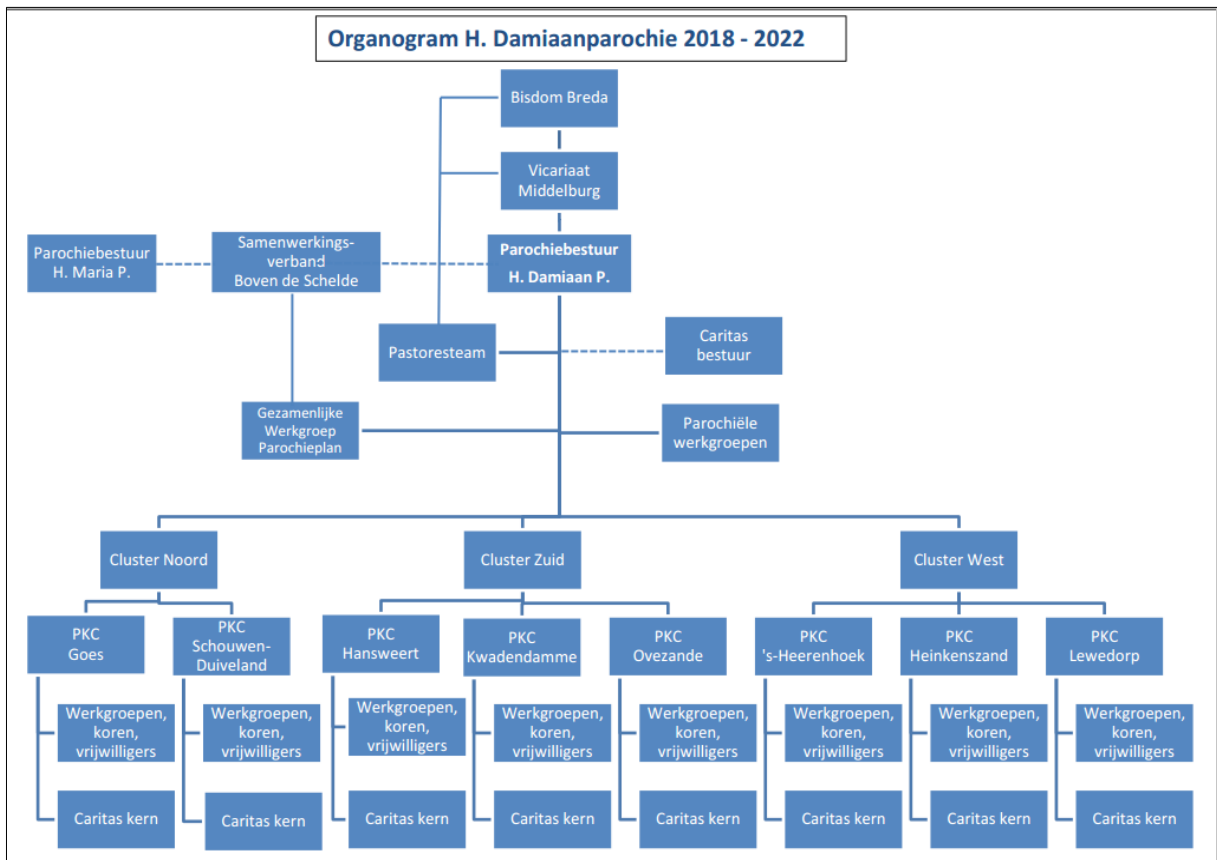 Organogram H. Damiaanparochie 2018 - 2022
Bisdom Breda
Vicariaat
Middelburg
Parochiebestuur
H. Maria P.
Samenwerkings-
verband
Boven de Schelde
Parochiebestuur
H. Damiaan P.
Pastoresteam
Caritas
bestuur
Gezamenlijke
Werkgroep
Parochieplan
Parochiële
werkgroepen
Cluster Noord
Cluster Zuid
Cluster West
PKC
Goes
PKC
Schouwen-
Duiveland
PKC
Hansweert
PKC
Kwadendamme
PKC
Ovezande
PKC
's-Heerenhoek
PKC
Heinkenszand
PKC
Lewedorp
Werkgroepen,
koren,
vrijwilligers
Werkgroepen,
koren,
vrijwilligers
Werkgroepen,
koren,
vrijwilligers
Werkgroepen,
koren,
vrijwilligers
Werkgroepen,
koren,
vrijwilligers
Werkgroepen,
koren,
vrijwilligers
Werkgroepen,
koren,
vrijwilligers
Werkgroepen,
koren,
vrijwilligers
Caritas kern
Caritas kern
Caritas kern
Caritas kern
Caritas kern
Caritas kern
Caritas kern
Caritas kern